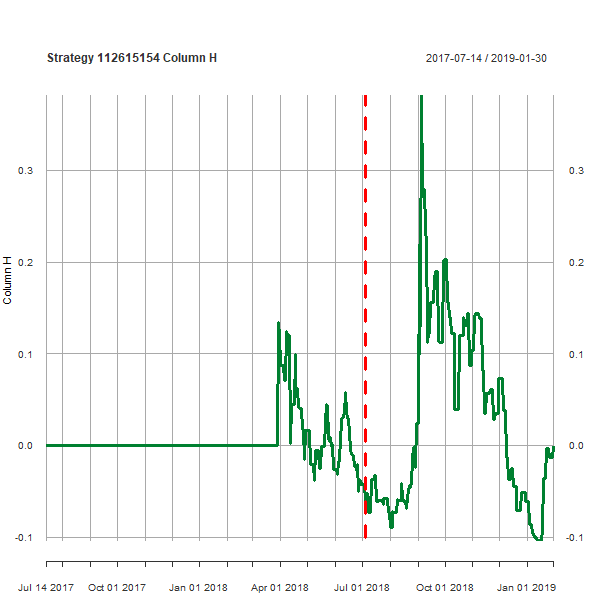 Strategy 112615154 Column H
2017-07-14 / 2019-01-30
Column H
0.3
0.2
0.1
0.0
-0.1
0.3
0.2
0.1
0.0
-0.1
Jul 14 2017
Oct 01 2017
Jan 01 2018
Apr 01 2018
Jul 01 2018
Oct 01 2018
Jan 01 2019